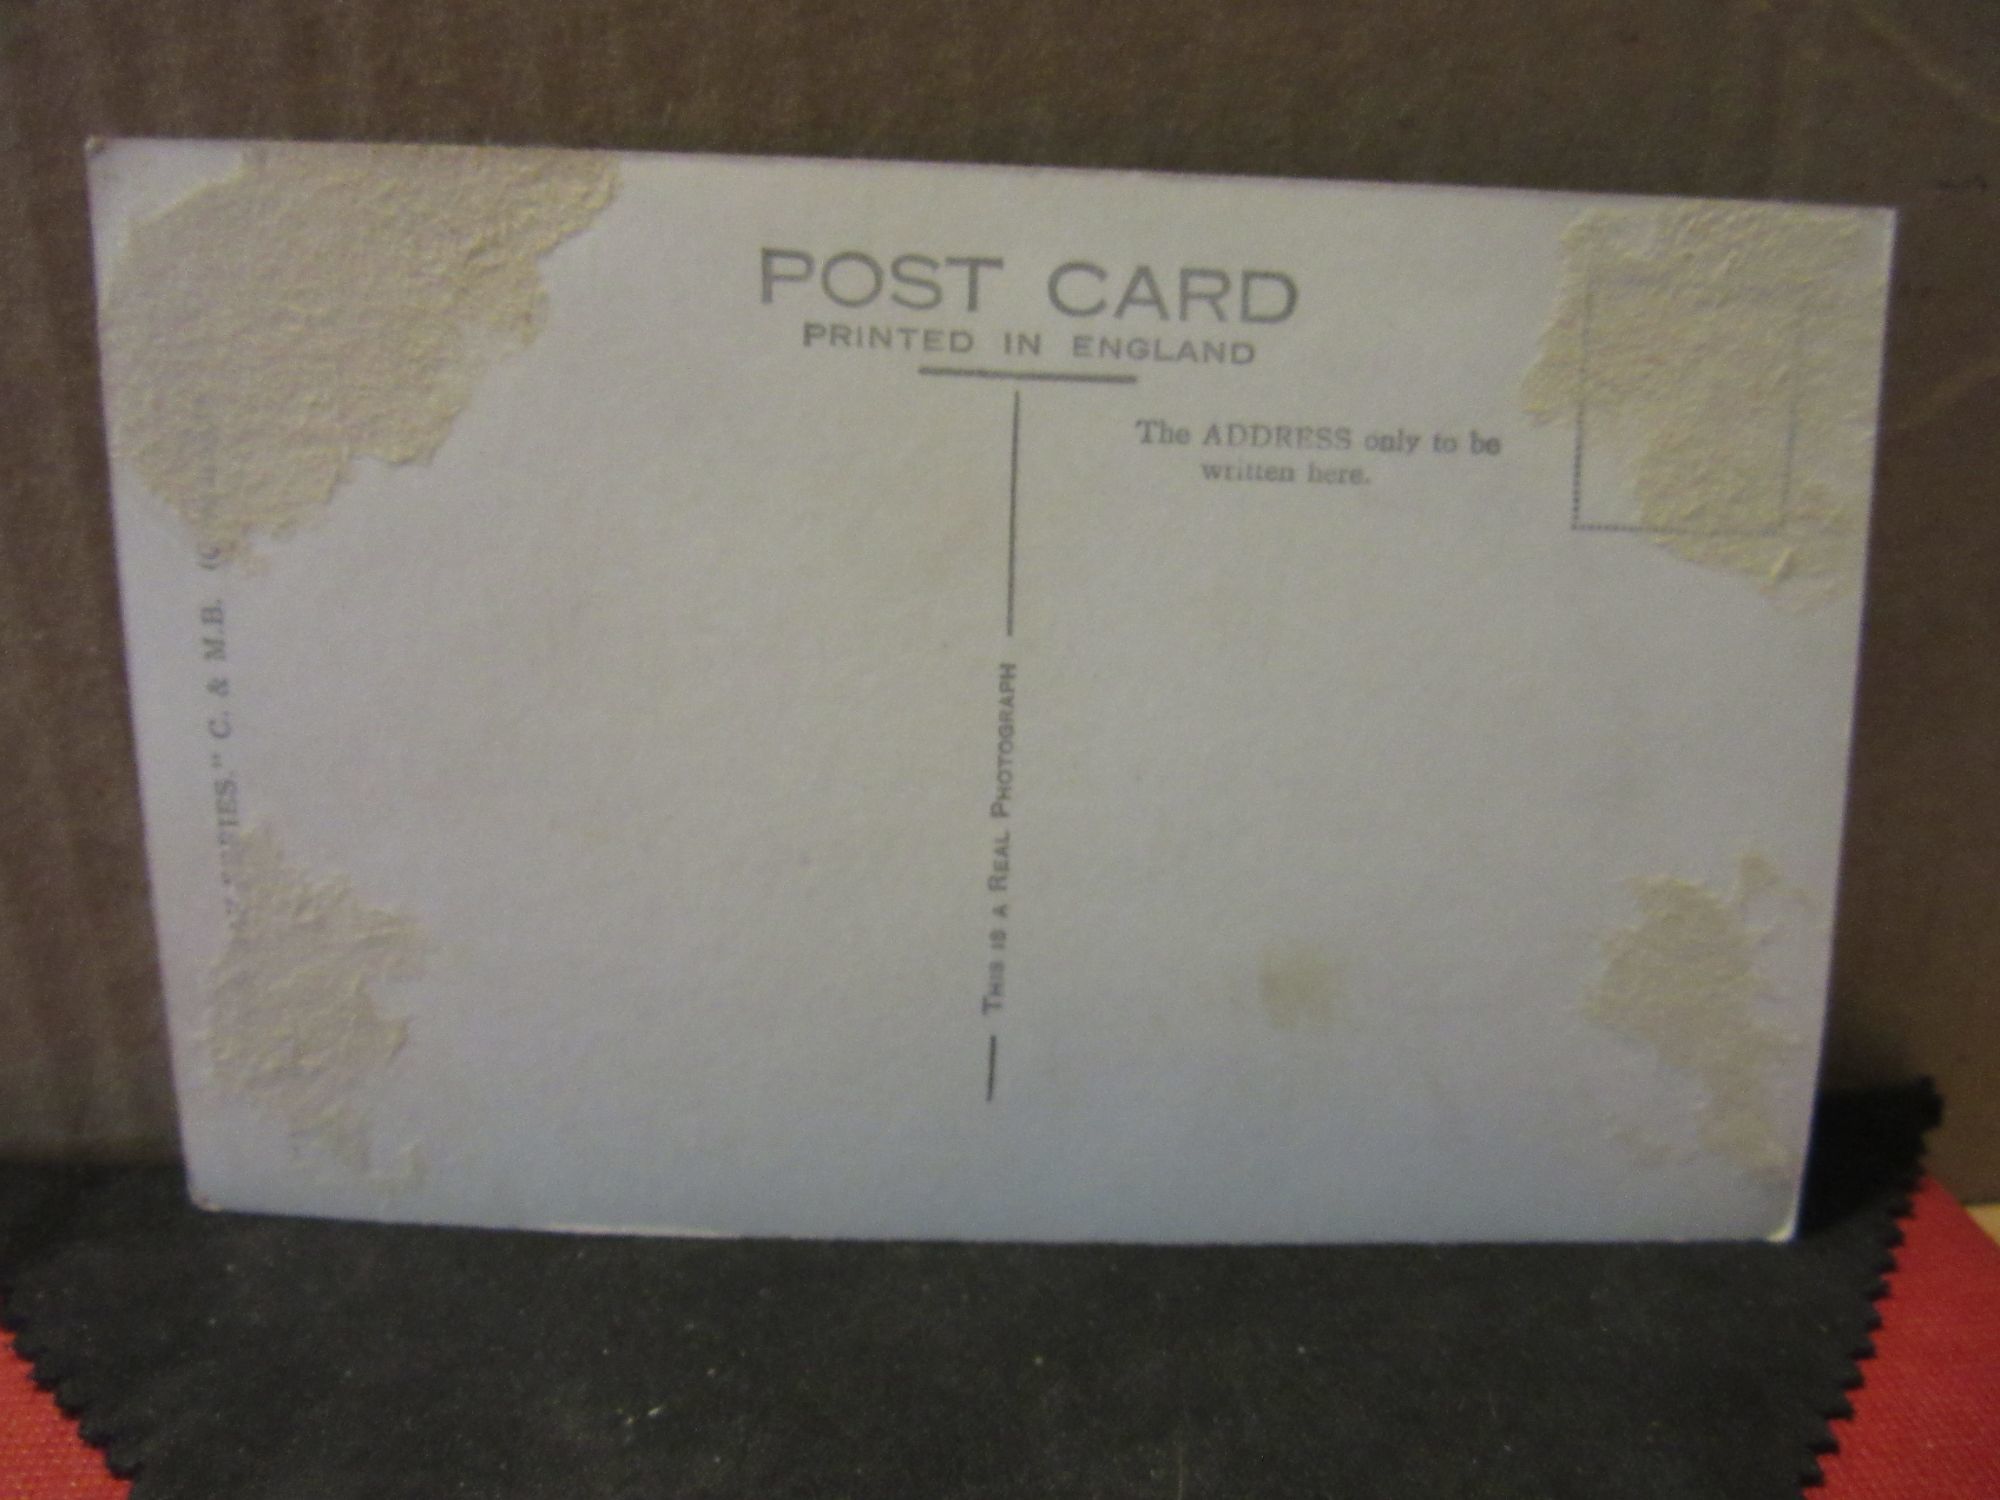 POST CARD
PRINTED IN ENGLAND
The ADDRESS only to be
written here.
THIS IS A REAL PHOTOGRAPH
C. & M.B.